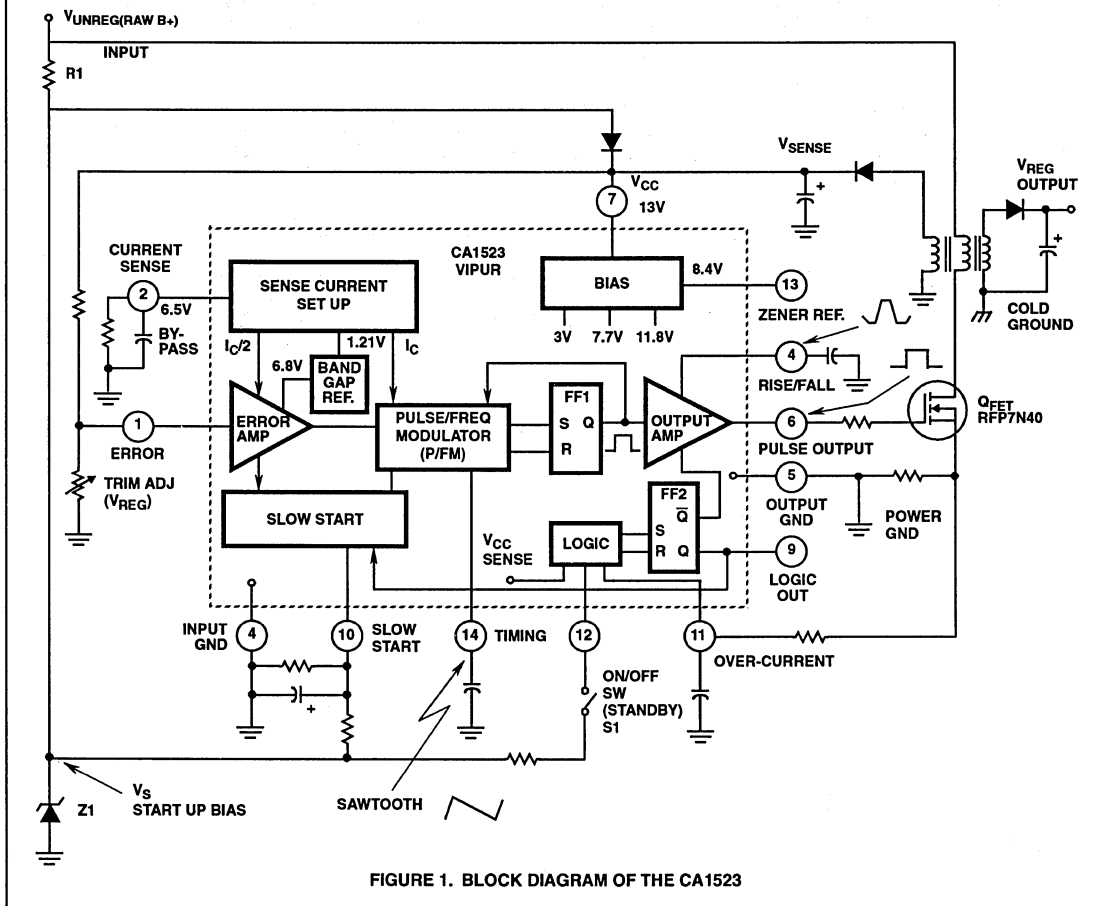 VUNREG(RAW B+)
INPUT
R1
VSENSE
VREG
OUTPUT
VCC
7
13V
CURRENT
SENSE
2
6.5V
BY-
PASS
CA1523
VIPUR
SENSE CURRENT
SET UP
BIAS
8.4V
13
ZENER REF.
3V
7.7V
11.8V
COLD
GROUND
IC/2
1.21V
IC
6.8V
BAND
GAP
REF.
4
RISE/FALL
ERROR
AMP
1
ERROR
PULSE/FREQ
MODULATOR
(P/FM)
FF1
S
Q
R
OUTPUT
AMP
6
PULSE OUTPUT
QFET
RFP7N40
TRIM ADJ
(VREG)
SLOW START
5
OUTPUT
GND
POWER
GND
FF2
Q
S
R
Q
LOGIC
VCC
SENSE
9
LOGIC
OUT
INPUT
GND
4
10
SLOW
START
14
TIMING
12
11
OVER-CURRENT
ON/OFF
SW
(STANDBY)
S1
VS
START UP BIAS
Z1
SAWTOOTH
FIGURE 1. BLOCK DIAGRAM OF THE CA1523